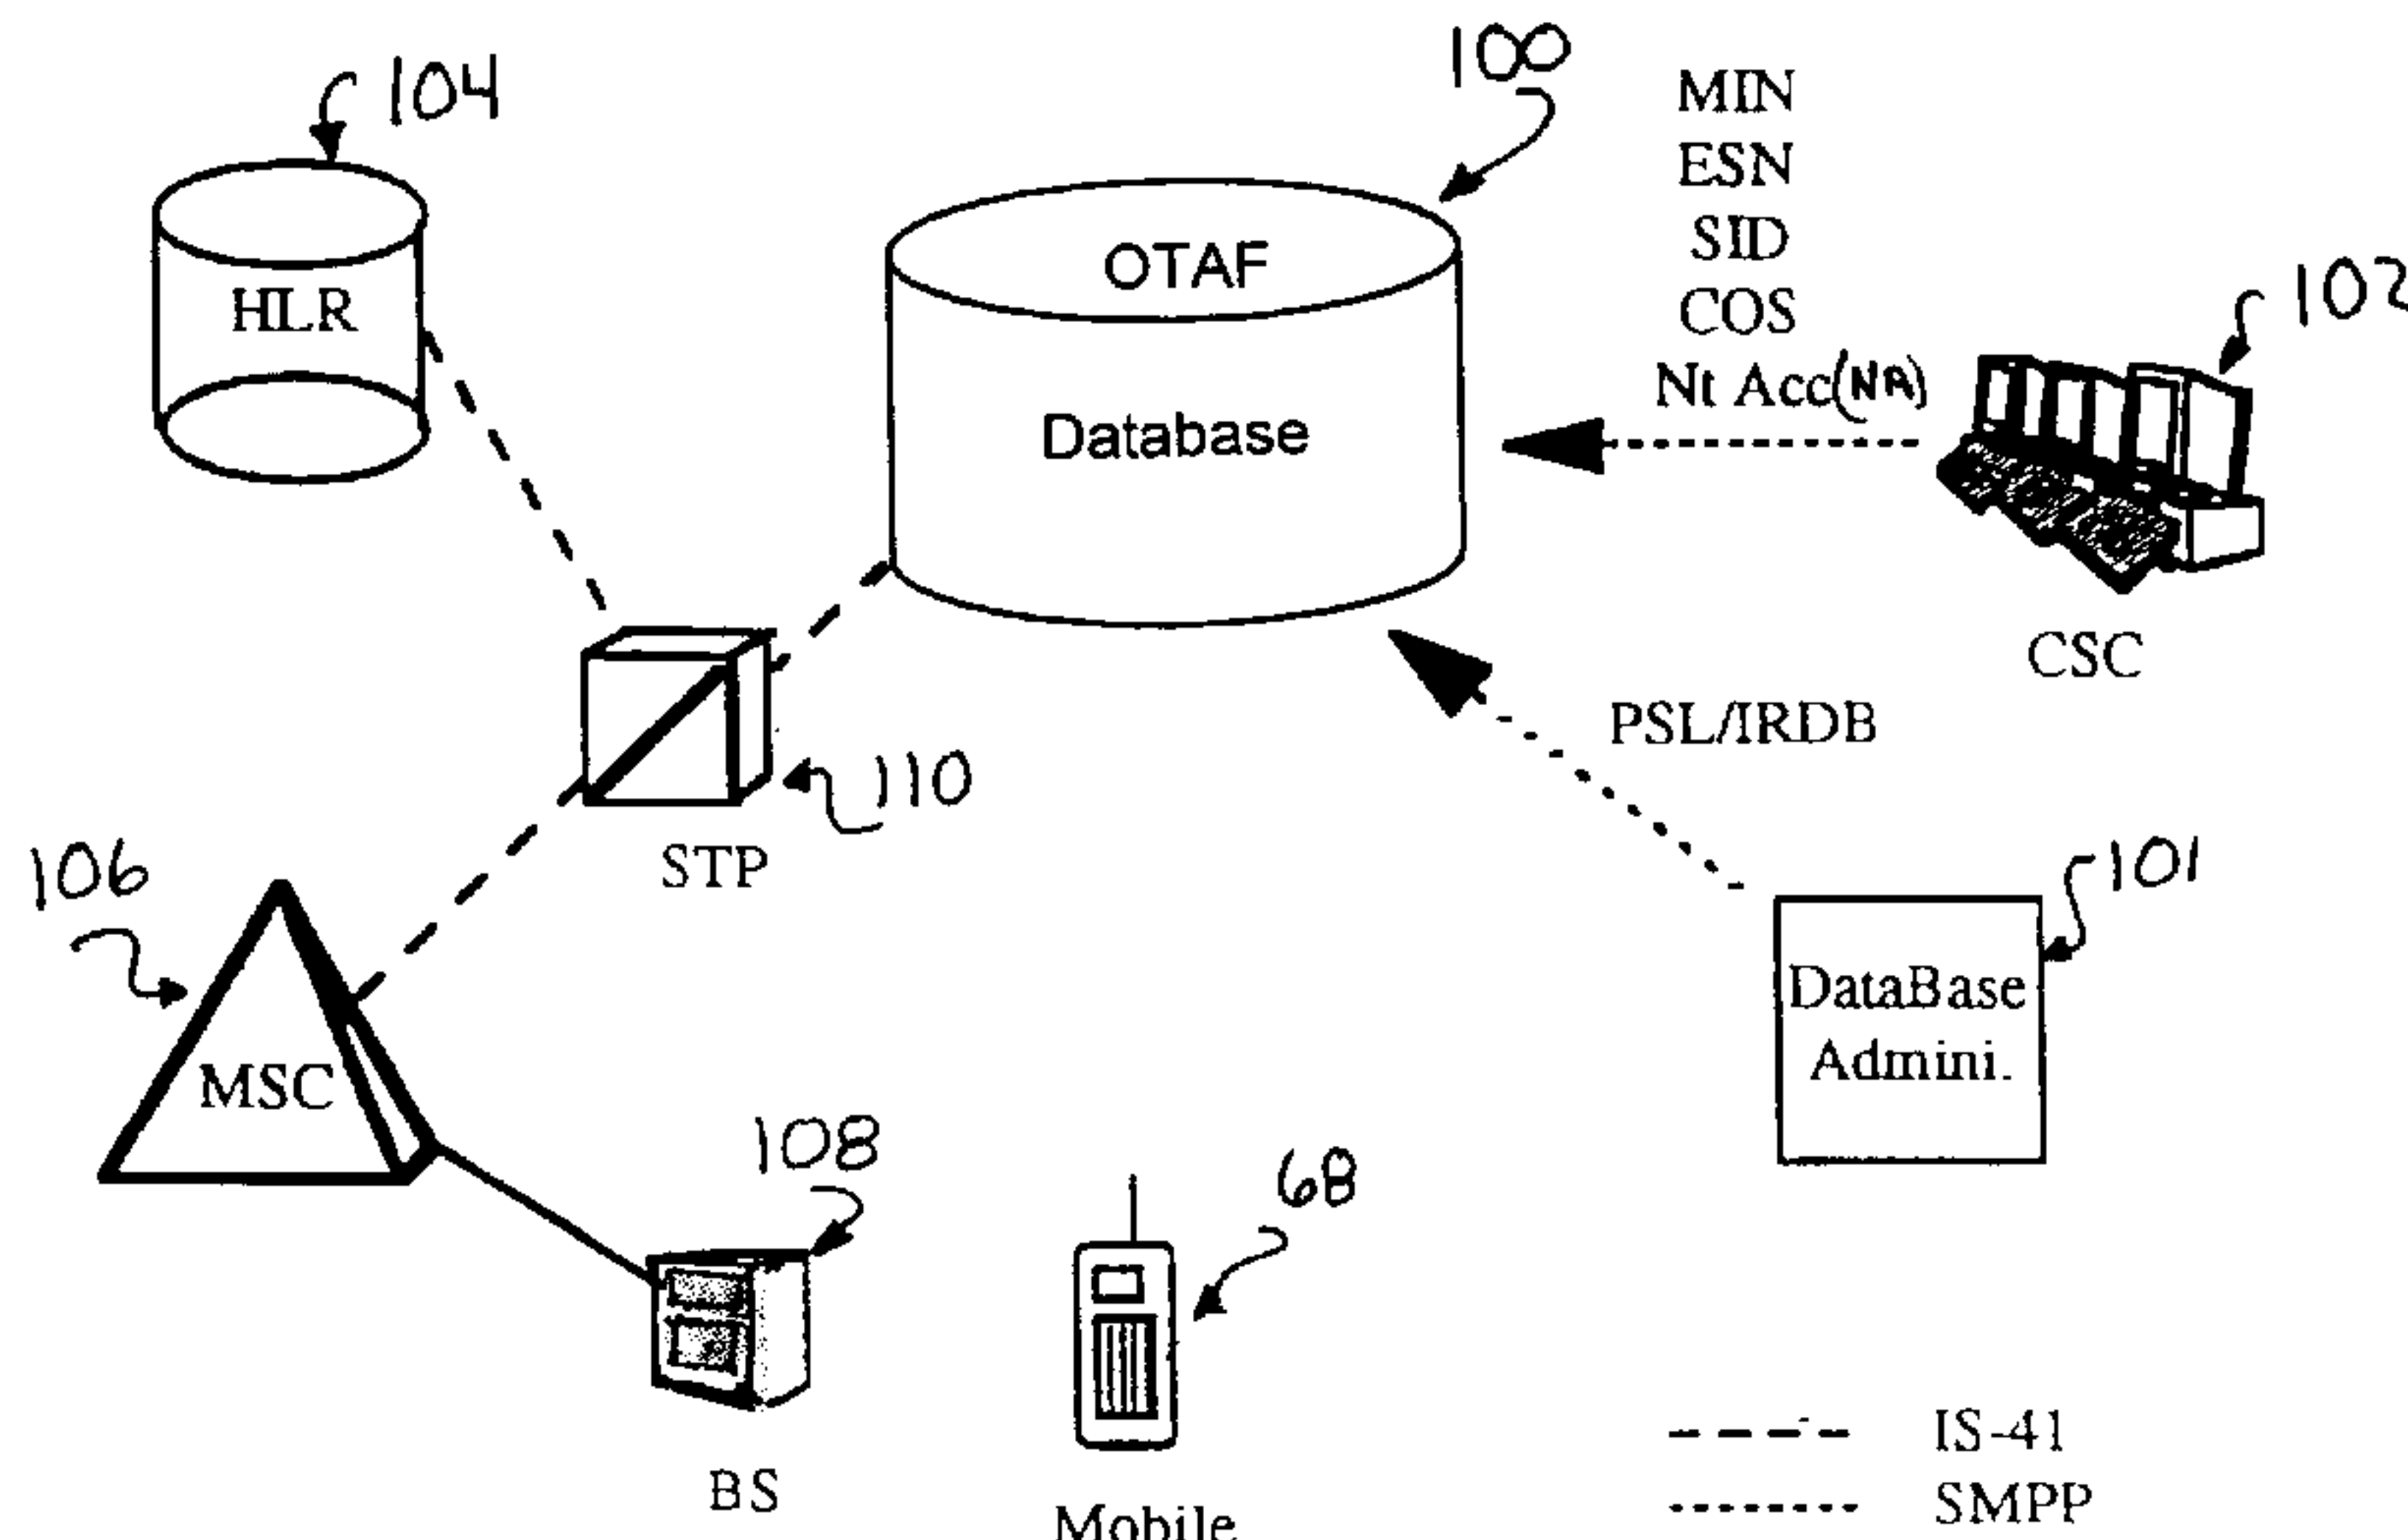 104
100
MIN
ESN
SID
COS
Nt Acc(NA)
102
HLR
OTAF
Database
CSC
PSL/IRDB
110
STP
106
101
DataBase
Admini.
MSC
108
68
BS
Mobile
IS-41
SMPP